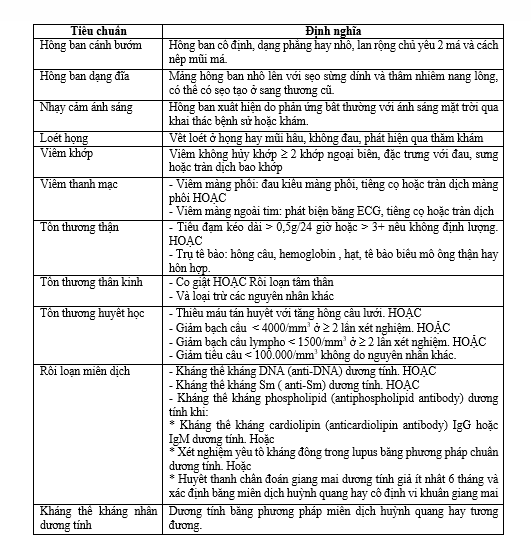 Tiêu chuẩn
Định nghĩa
Hồng ban cánh bướm
Hồng ban cố định, dạng phẳng hay nhô, lan rộng chủ yếu 2 má và cách
nếp mũi má.
Hồng ban dạng đĩa
Mảng hồng ban nhô lên với sẹo sừng dính và thâm nhiễm nang lông,
có thể có sẹo tạo ở sang thương cũ.
Nhạy cảm ánh sáng
Hồng ban xuất hiện do phản ứng bất thường với ánh sáng mặt trời qua
khai thác bệnh sử hoặc khám.
Loét họng
Vết loét ở họng hay mũi hầu, không đau, phát hiện qua thăm khám
Viêm khớp
Viêm không hủy khớp ≥ 2 khớp ngoại biên, đặc trưng với đau, sưng
hoặc tràn dịch bao khớp
Viêm thanh mạc
- Viêm màng phổi: đau kiểu màng phổi, tiếng cọ hoặc tràn dịch màng
phổi HOẶC
- Viêm màng ngoài tim: phát biện bằng ECG, tiếng cọ hoặc tràn dịch
Tổn thương thận
- Tiểu đạm kéo dài > 0,5g/24 giờ hoặc > 3+ nếu không định lượng.
HOẶC
- Trụ tế bào: hồng cầu, hemoglobin , hạt, tế bào biểu mô ống thận hay
hỗn hợp.
Tổn thương thần kinh
- Co giật HOẶC Rối loạn tâm thần
- Và loại trừ các nguyên nhân khác
Tổn thương huyết học
- Thiếu máu tán huyết với tăng hồng cầu lưới. HOẶC
- Giảm bạch cầu < 4000/mm³ ở ≥ 2 lần xét nghiệm. HOẶC
- Giảm bạch cầu lympho < 1500/mm³ ở ≥ 2 lần xét nghiệm. HOẶC
- Giảm tiểu cầu < 100.000/mm³ không do nguyên nhân khác.
Rối loạn miễn dịch
- Kháng thể kháng DNA (anti-DNA) dương tính. HOẶC
- Kháng thể kháng Sm ( anti-Sm) dương tính. HOẶC
- Kháng thể kháng phospholipid (antiphospholipid antibody) dương
tính khi:
* Kháng thể kháng cardiolipin (anticardiolipin antibody) IgG hoặc
IgM dương tính. Hoặc
* Xét nghiệm yếu tố kháng đông trong lupus bằng phương pháp chuẩn
dương tính. Hoặc
* Huyết thanh chẩn đoán giang mai dương tính giả ít nhất 6 tháng và
xác định bằng miễn dịch huỳnh quang hay cố định vi khuẩn giang mai
Kháng thể kháng nhân
dương tính
Dương tính bằng phương pháp miễn dịch huỳnh quang hay tương
đương.